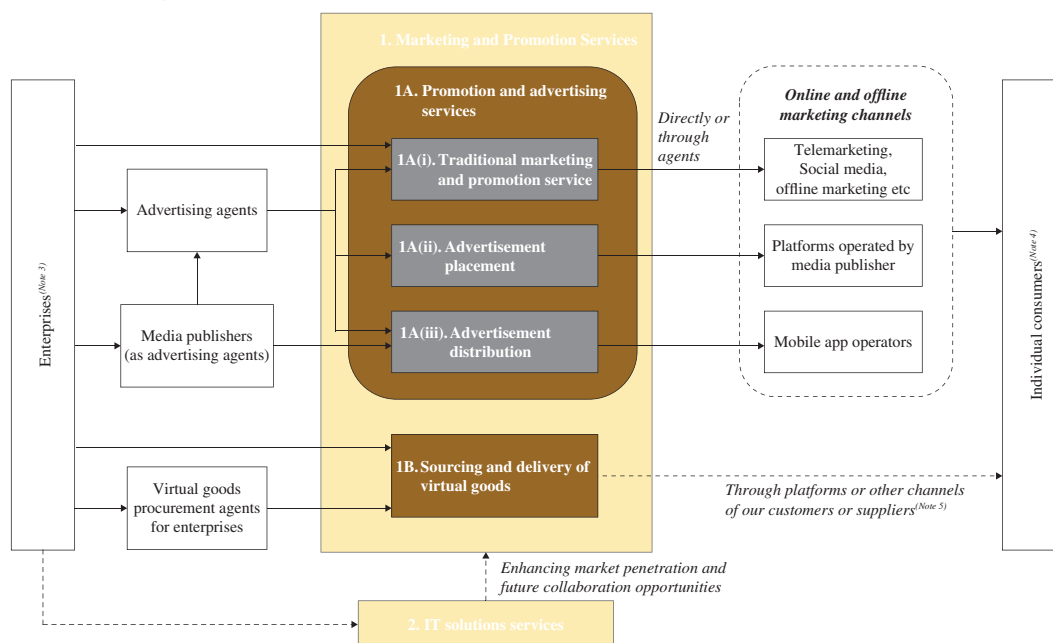 1. Marketing and Promotion Services
1A. Promotion and advertising
services
1A(i). Traditional marketing
and promotion service
1A(ii). Advertisement
placement
1A(iii). Advertisement
distribution
1B. Sourcing and delivery of
virtual goods
Enterprises(Note 3)
Advertising agents
Media publishers
(as advertising agents)
Virtual goods
procurement agents
for enterprises
Directly or
through
agents
Online and offline
marketing channels
Telemarketing,
Social media,
offline marketing etc
Platforms operated by
media publisher
Mobile app operators
Individual consumers(Note 4)
Through platforms or other channels
of our customers or suppliers(Note 5)
Enhancing market penetration and
future collaboration opportunities
2. IT solutions services